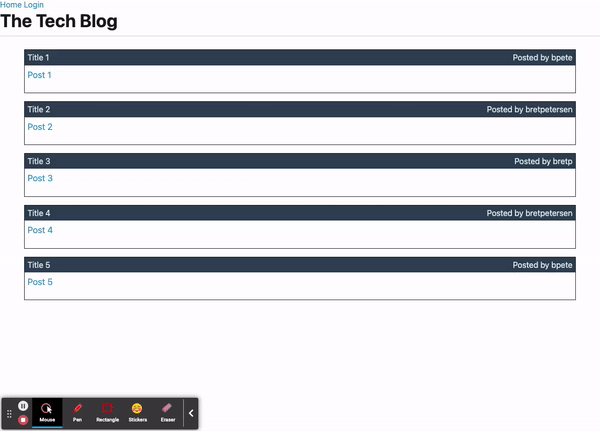 Home Login
The Tech Blog
Title 1 Posted by bpete
Post 1
Title 2 Posted by bretpetersen
Post 2
Title 3 Posted by bretp
Post 3
Title 4 Posted by bretpetersen
Post 4
Title 5 Posted by bpete
Post 5
Mouse Pen Rectangle Stickers Eraser